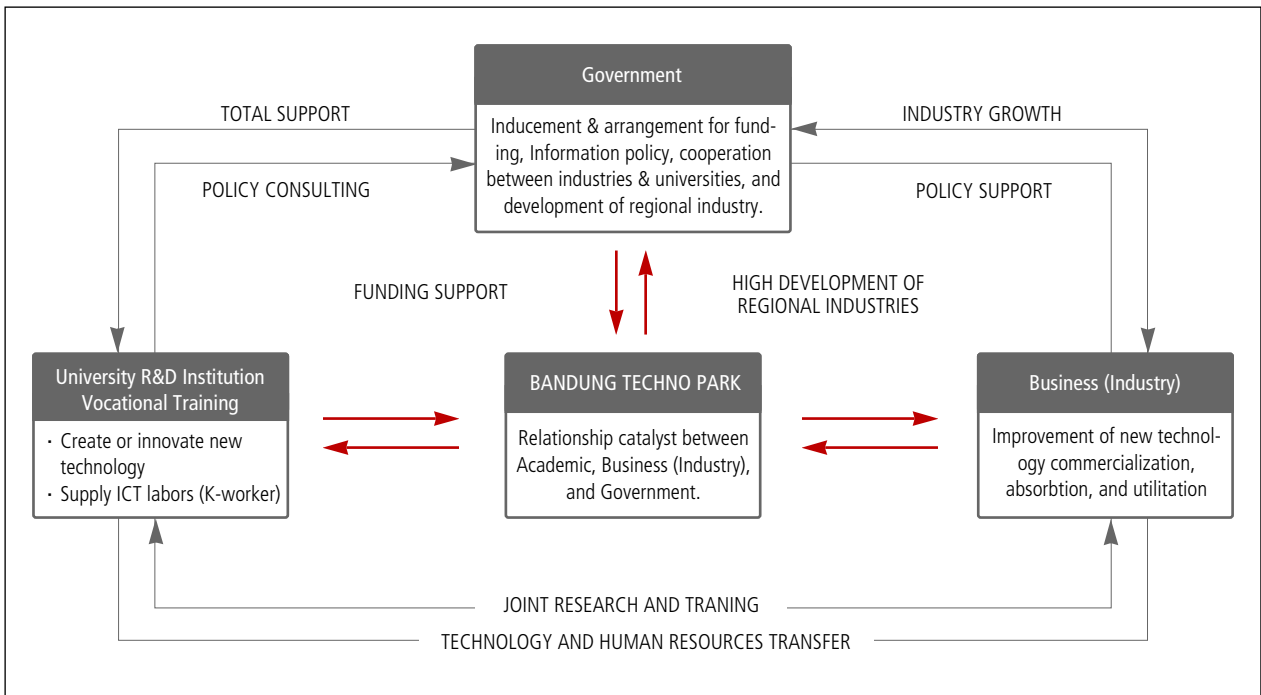 Government
TOTAL SUPPORT
INDUSTRY GROWTH
Inducement & arrangement for fund-
ing, Information policy, cooperation
between industries & universities, and
development of regional industry.
POLICY CONSULTING
POLICY SUPPORT
FUNDING SUPPORT
HIGH DEVELOPMENT OF
REGIONAL INDUSTRIES
University R&D Institution
Vocational Training
· Create or innovate new
technology
· Supply ICT labors (K-worker)
BANDUNG TECHNO PARK
Relationship catalyst between
Academic, Business (Industry),
and Government.
Business (Industry)
Improvement of new technol-
ogy commercialization,
absorbtion, and utilitation
JOINT RESEARCH AND TRANING
TECHNOLOGY AND HUMAN RESOURCES TRANSFER